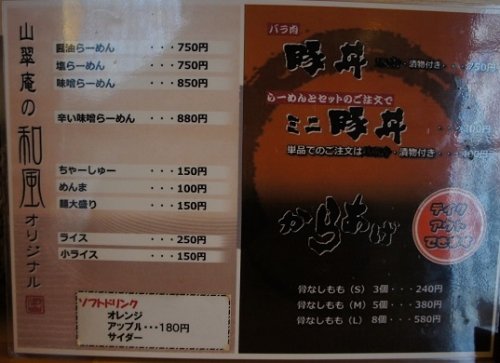 山翠庵の和風オリジナル
醤油らーめん ・・・750円
塩らーめん ・・・750円
味噌らーめん ・・・850円
辛い味噌らーめん ・・・880円
ちゃーしゅー ・・・150円
めんま ・・・100円
麺大盛り ・・・150円
ライス ・・・250円
小ライス ・・・150円
ソフトドリンク
オレンジ
アップル・・・180円
サイダー
バラ肉
豚丼 ・漬物付き・・・750円
らーめんとセットのご注文で
ミニ豚丼
単品でのご注文は ・漬物付き
からあげ
テイク
アウト
できます
骨なしもも（S） 3個・・・240円
骨なしもも（M） 5個・・・380円
骨なしもも（L） 8個・・・580円